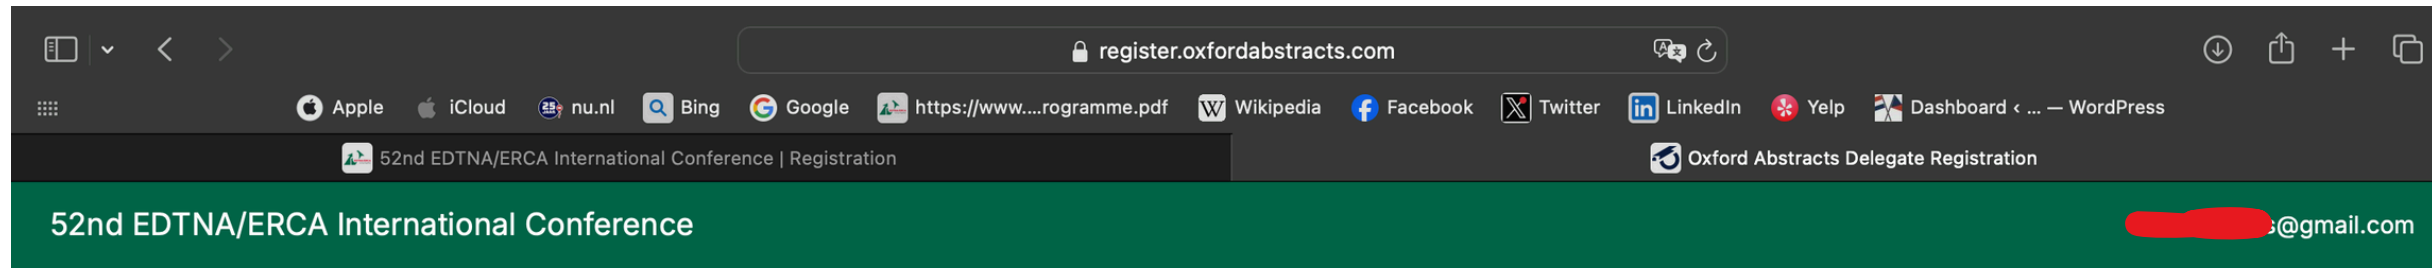 register.oxfordabstracts.com
Apple iCloud nu.nl Bing Google https://www....rogramme.pdf Wikipedia Facebook Twitter LinkedIn Yelp Dashboard ‹ ... — WordPress
52nd EDTNA/ERCA International Conference | Registration Oxford Abstracts Delegate Registration
52nd EDTNA/ERCA International Conference s@gmail.com